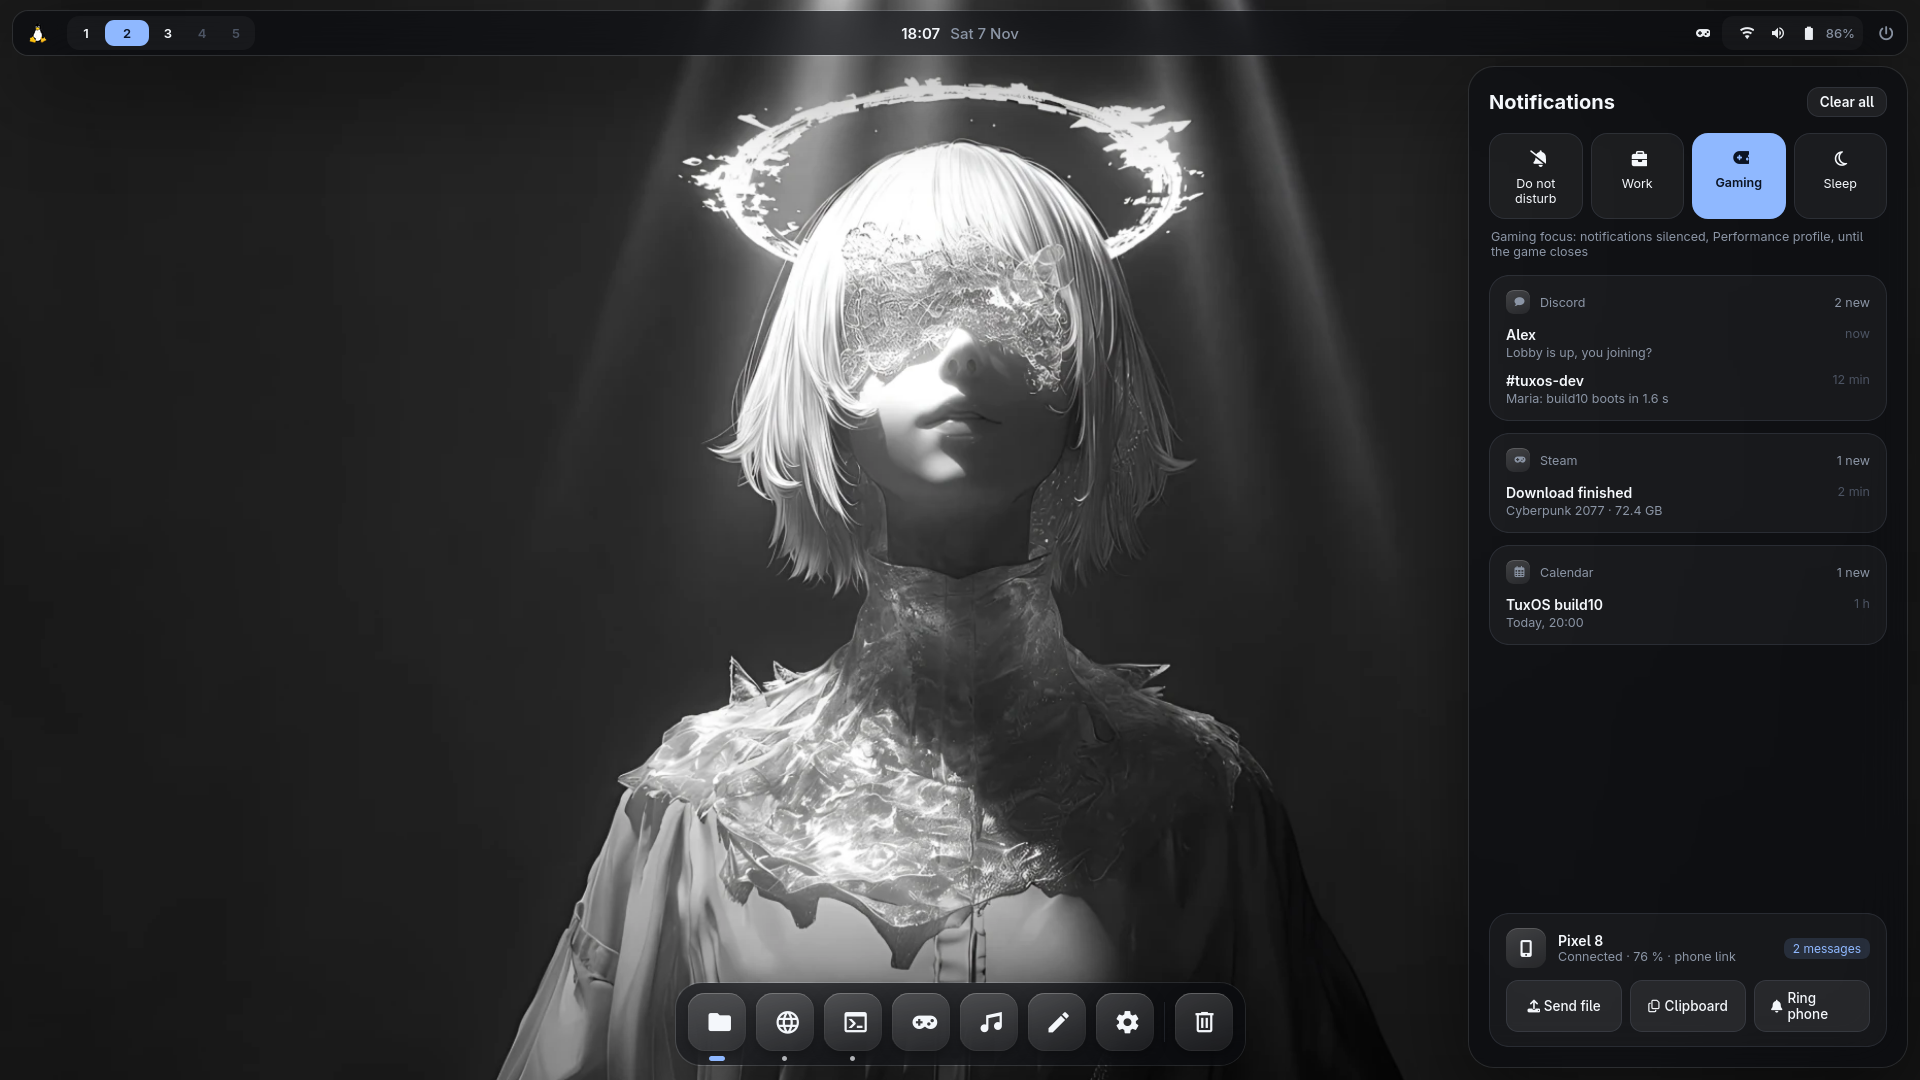 1 2 3 4 5
18:07 Sat 7 Nov
86%
Notifications
Clear all
Do not
disturb
Work
Gaming
Sleep
Gaming focus: notifications silenced, Performance profile, until
the game closes
Discord
2 new
Alex
now
Lobby is up, you joining?
#tuxos-dev
12 min
Maria: build10 boots in 1.6 s
Steam
1 new
Download finished
2 min
Cyberpunk 2077 · 72.4 GB
Calendar
1 new
TuxOS build10
1 h
Today, 20:00
Pixel 8
Connected · 76 % · phone link
2 messages
Send file
Clipboard
Ring
phone